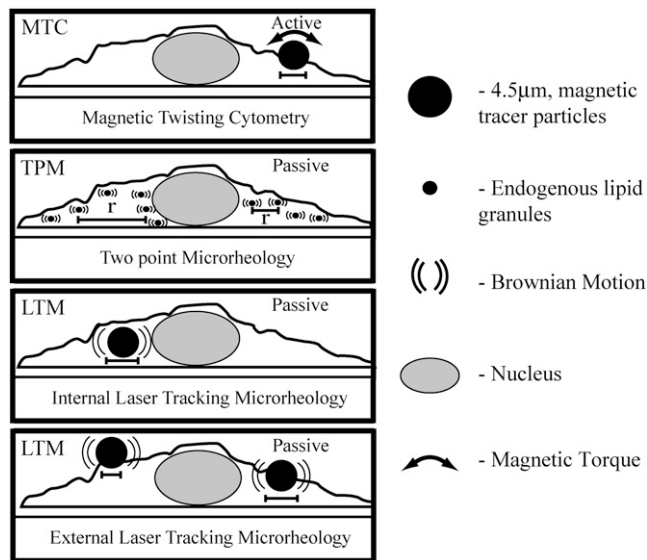 MTC
Active
Magnetic Twisting Cytometry
TPM
Passive
r
r
Two point Microrheology
LTM
Passive
Internal Laser Tracking Microrheology
LTM
Passive
External Laser Tracking Microrheology
- 4.5μm, magnetic
tracer particles
- Endogenous lipid
granules
- Brownian Motion
- Nucleus
- Magnetic Torque